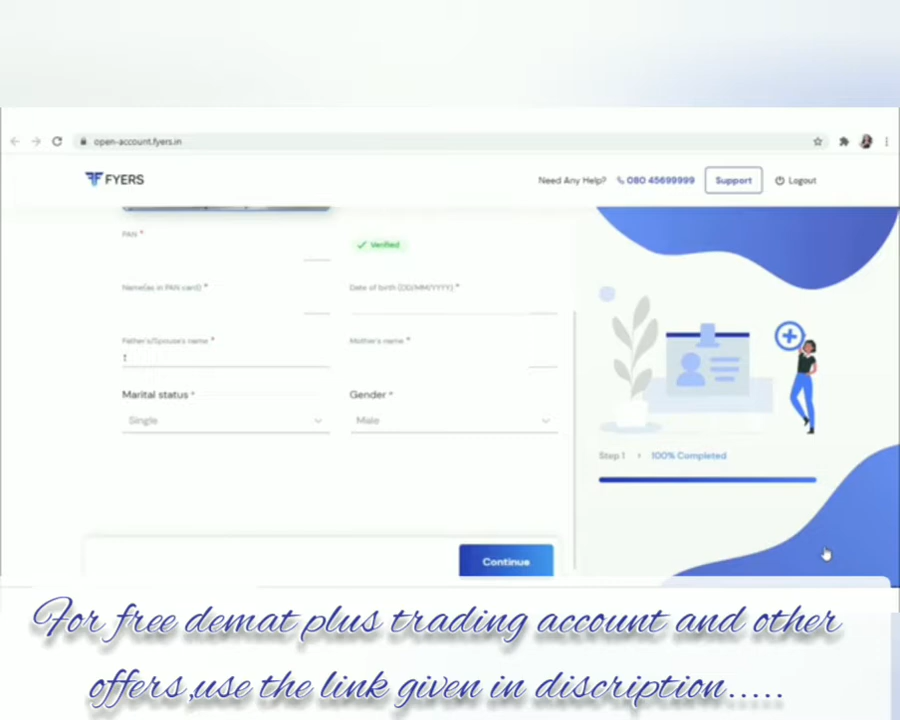 open-account.fyers.in
FYERS Need Any Help? 080 45699999 Support Logout
PAN *
Verified
Name(as in PAN card) * Date of birth (DD/MM/YYYY) *
Father's/Spouse's name * Mother's name *
Marital status * Gender *
Single Male
Step 1 › 100% Completed
Continue
For free demat plus trading account and other
offers,use the link given in discription.....